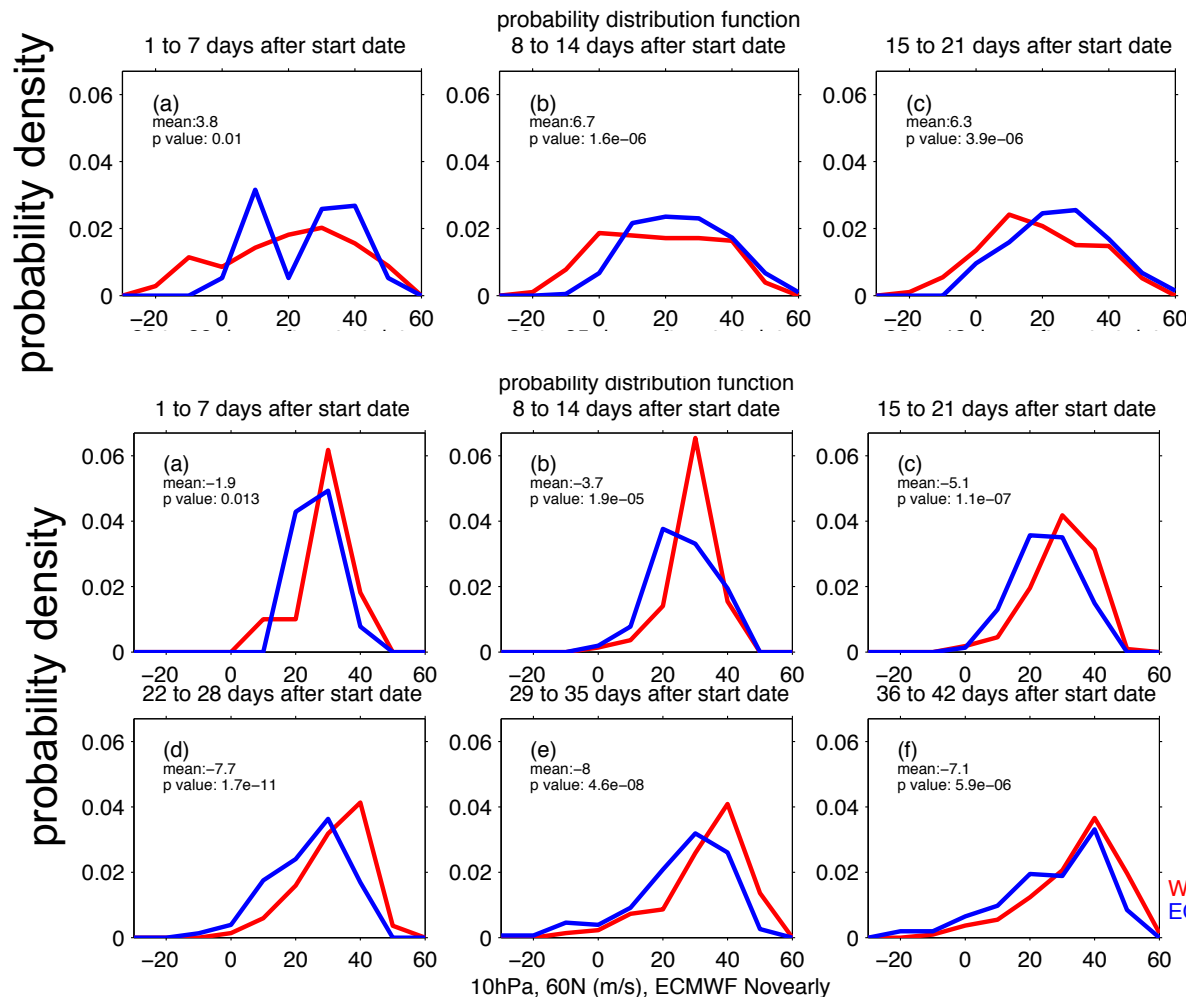 probability distribution function
1 to 7 days after start date
8 to 14 days after start date
15 to 21 days after start date
probability density
0.06
0.04
0.02
0
(a)
mean:3.8
p value: 0.01
−20 0 20 40 60
0.06
0.04
0.02
0
(b)
mean:6.7
p value: 1.6e−06
−20 0 20 40 60
0.06
0.04
0.02
0
(c)
mean:6.3
p value: 3.9e−06
−20 0 20 40 60
probability distribution function
1 to 7 days after start date
8 to 14 days after start date
15 to 21 days after start date
probability density
0.06
0.04
0.02
0
(a)
mean:−1.9
p value: 0.013
−20 0 20 40 60
0.06
0.04
0.02
0
(b)
mean:−3.7
p value: 1.9e−05
−20 0 20 40 60
0.06
0.04
0.02
0
(c)
mean:−5.1
p value: 1.1e−07
−20 0 20 40 60
22 to 28 days after start date
29 to 35 days after start date
36 to 42 days after start date
0.06
0.04
0.02
0
(d)
mean:−7.7
p value: 1.7e−11
−20 0 20 40 60
0.06
0.04
0.02
0
(e)
mean:−8
p value: 4.6e−08
−20 0 20 40 60
0.06
0.04
0.02
0
(f)
mean:−7.1
p value: 5.9e−06
−20 0 20 40 60
10hPa, 60N (m/s), ECMWF Novearly